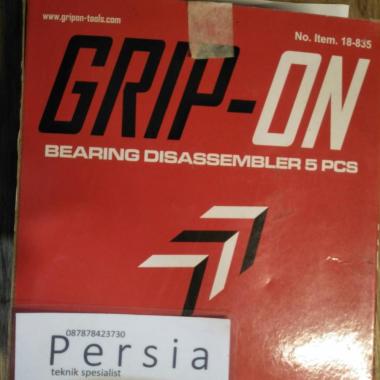 www.gripon-tools.com
No. Item. 18-835
GRIP-ON
BEARING DISASSEMBLER 5 PCS
087878423730
Persia
teknik spesialist